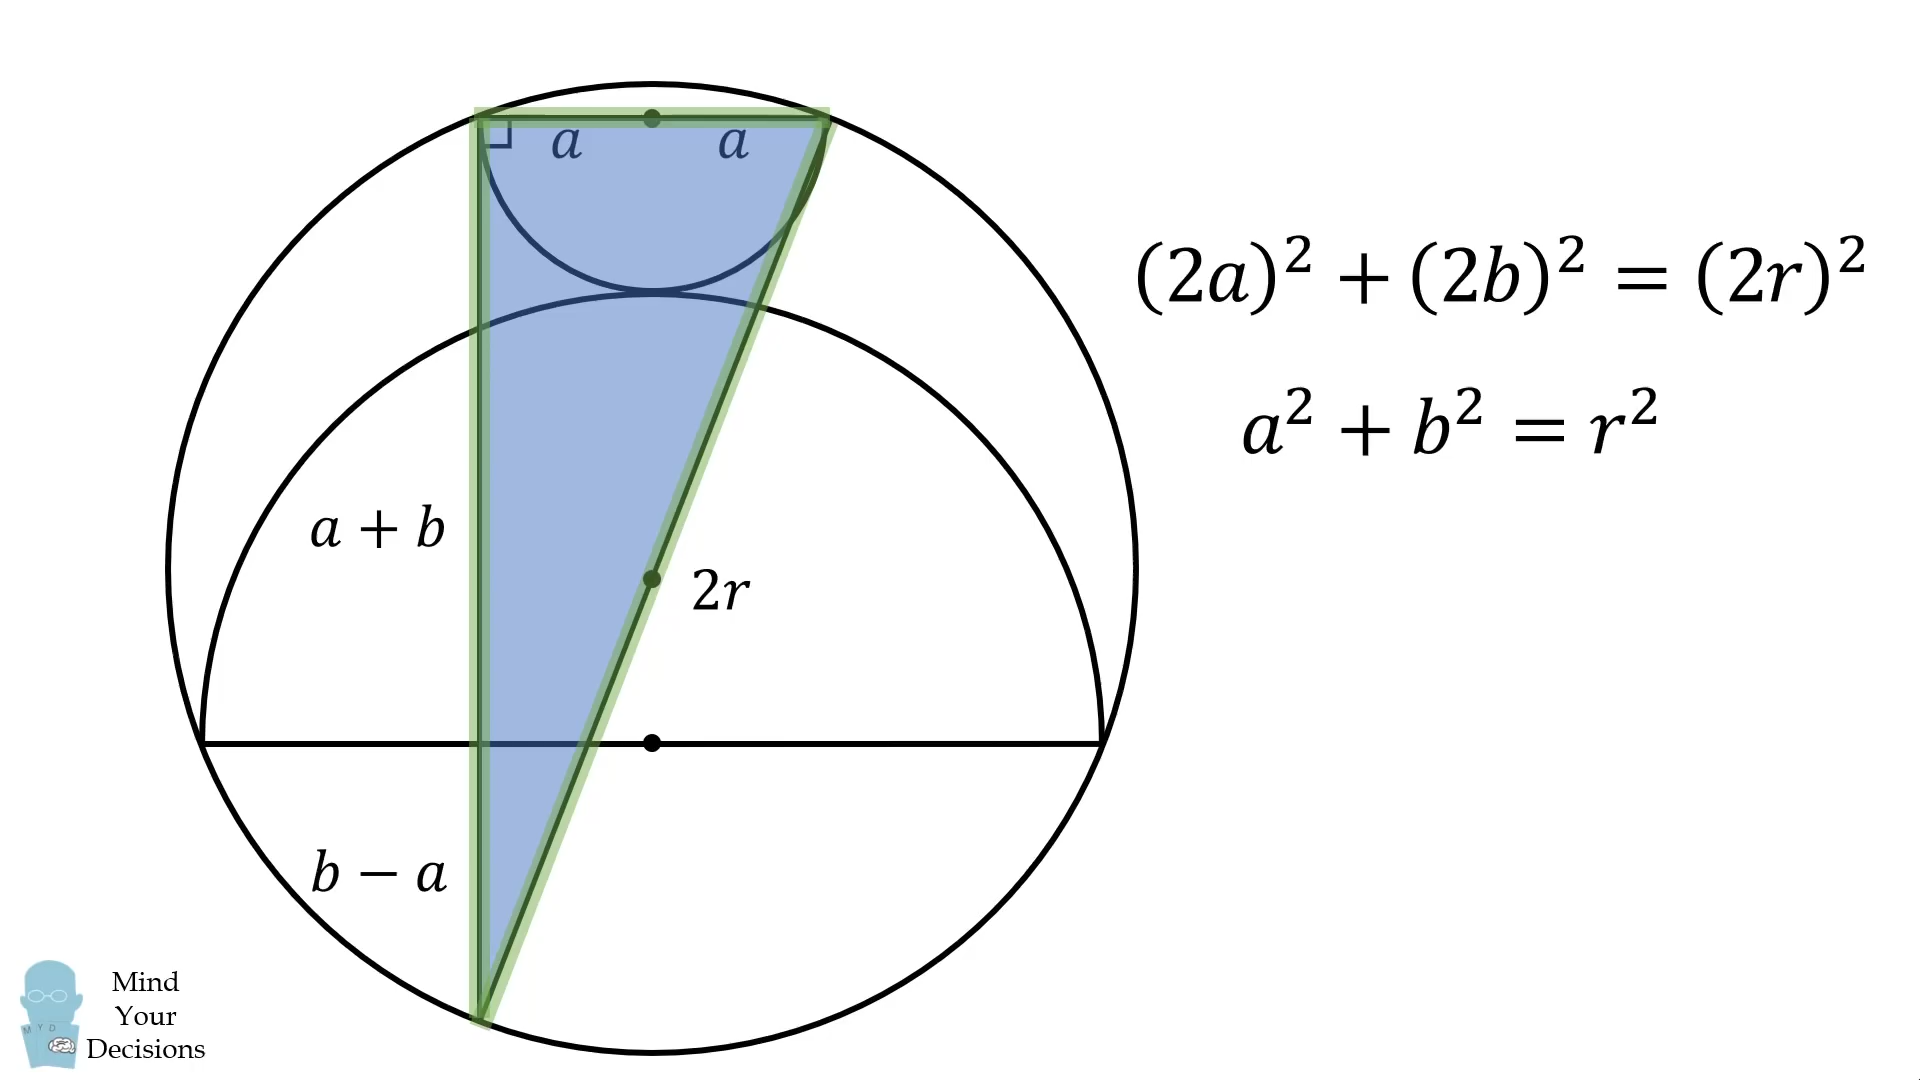 a a
(2a)² + (2b)² = (2r)²
a² + b² = r²
a + b
2r
b − a
Mind
Your
Decisions
M Y D